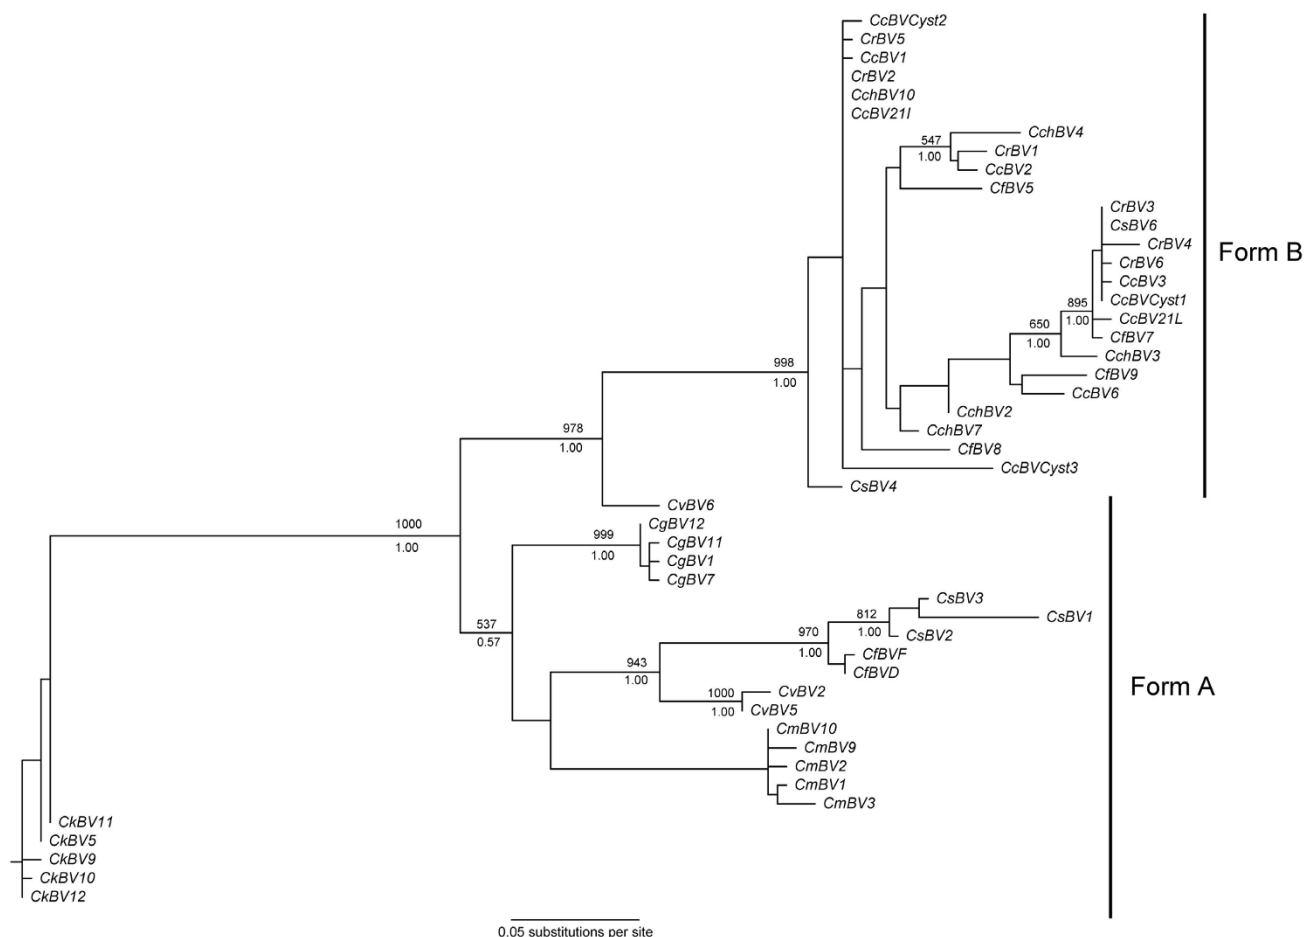 CcBVCyst2
CrBV5
CcBV1
CrBV2
CchBV10
CcBV21l
CchBV4
547
CrBV1
1.00
CcBV2
CfBV5
CrBV3
CsBV6
CrBV4
Form B
CrBV6
CcBV3
CcBVCyst1
895
1.00
CcBV21L
650
CfBV7
1.00
CchBV3
998
CfBV9
1.00
CcBV6
CchBV2
978
CchBV7
1.00
CfBV8
CcBVCyst3
CsBV4
CvBV6
1000
CgBV12
999
CgBV11
1.00
1.00
CgBV1
CgBV7
CsBV3
812
CsBV1
537
970
1.00
CsBV2
0.57
1.00
CfBVF
943
CfBVD
1.00
Form A
1000
CvBV2
1.00
CvBV5
CmBV10
CmBV9
CmBV2
CmBV1
CmBV3
CkBV11
CkBV5
CkBV9
CkBV10
CkBV12
0.05 substitutions per site